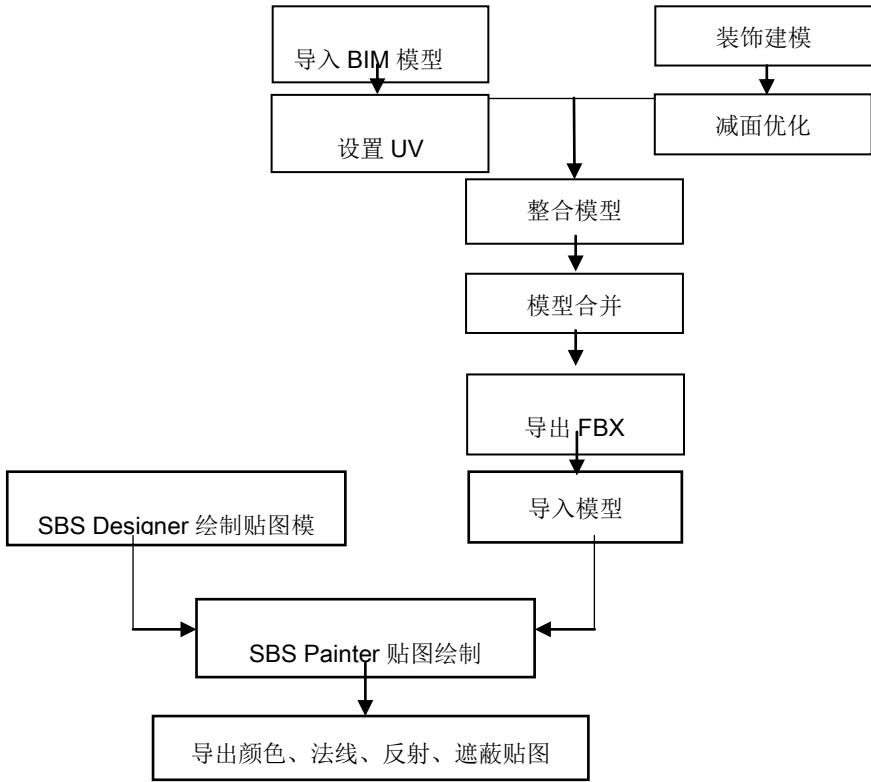 导入 BIM 模型
装饰建模
设置 UV
减面优化
整合模型
模型合并
导出 FBX
导入模型
SBS Designer 绘制贴图模
SBS Painter 贴图绘制
导出颜色、法线、反射、遮蔽贴图